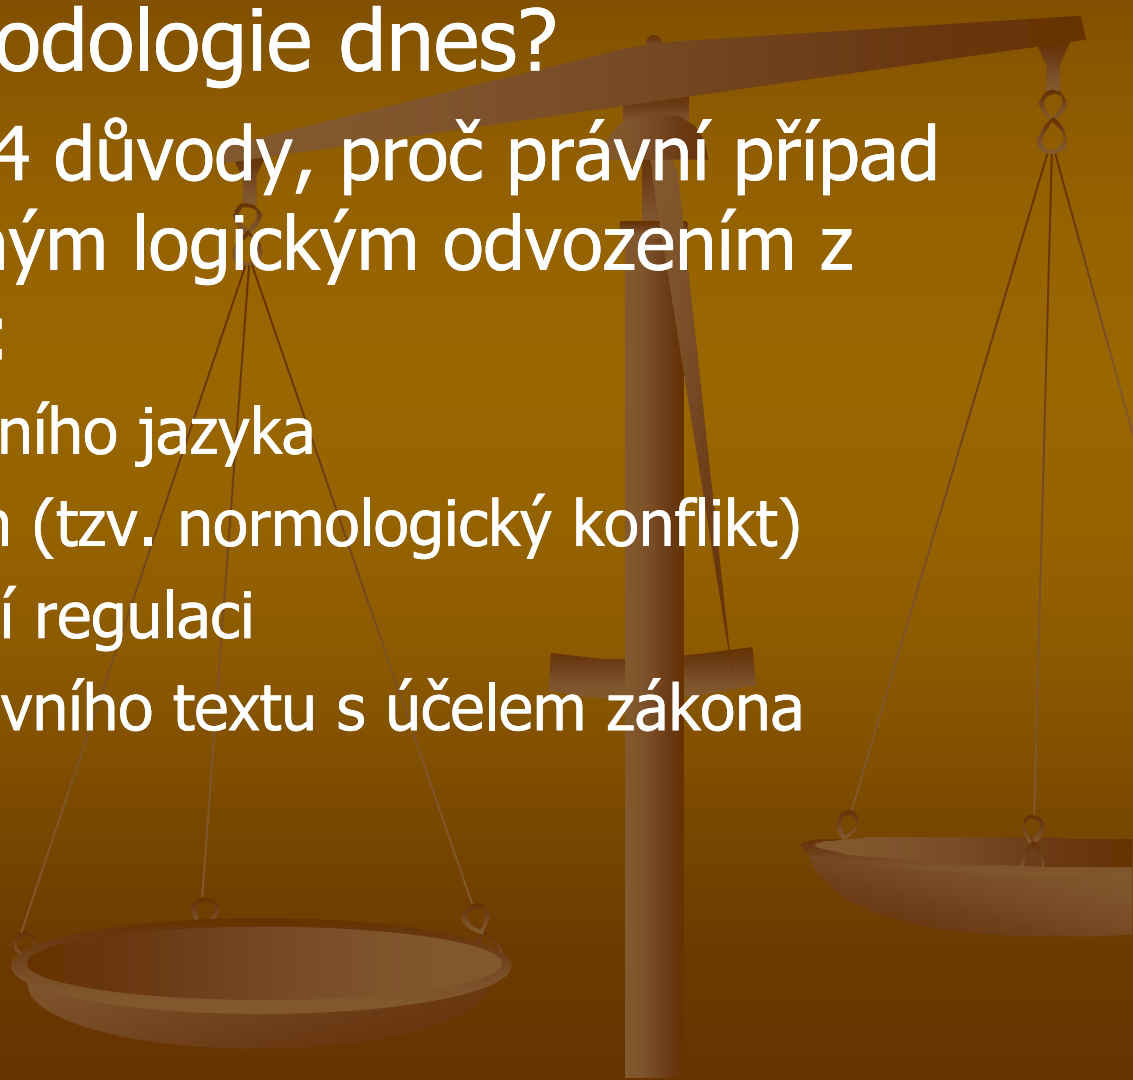 odologie dnes?
4 důvody, proč právní případ
ným logickým odvozením z
:
ního jazyka
(tzv. normologický konflikt)
í regulaci
vního textu s účelem zákona